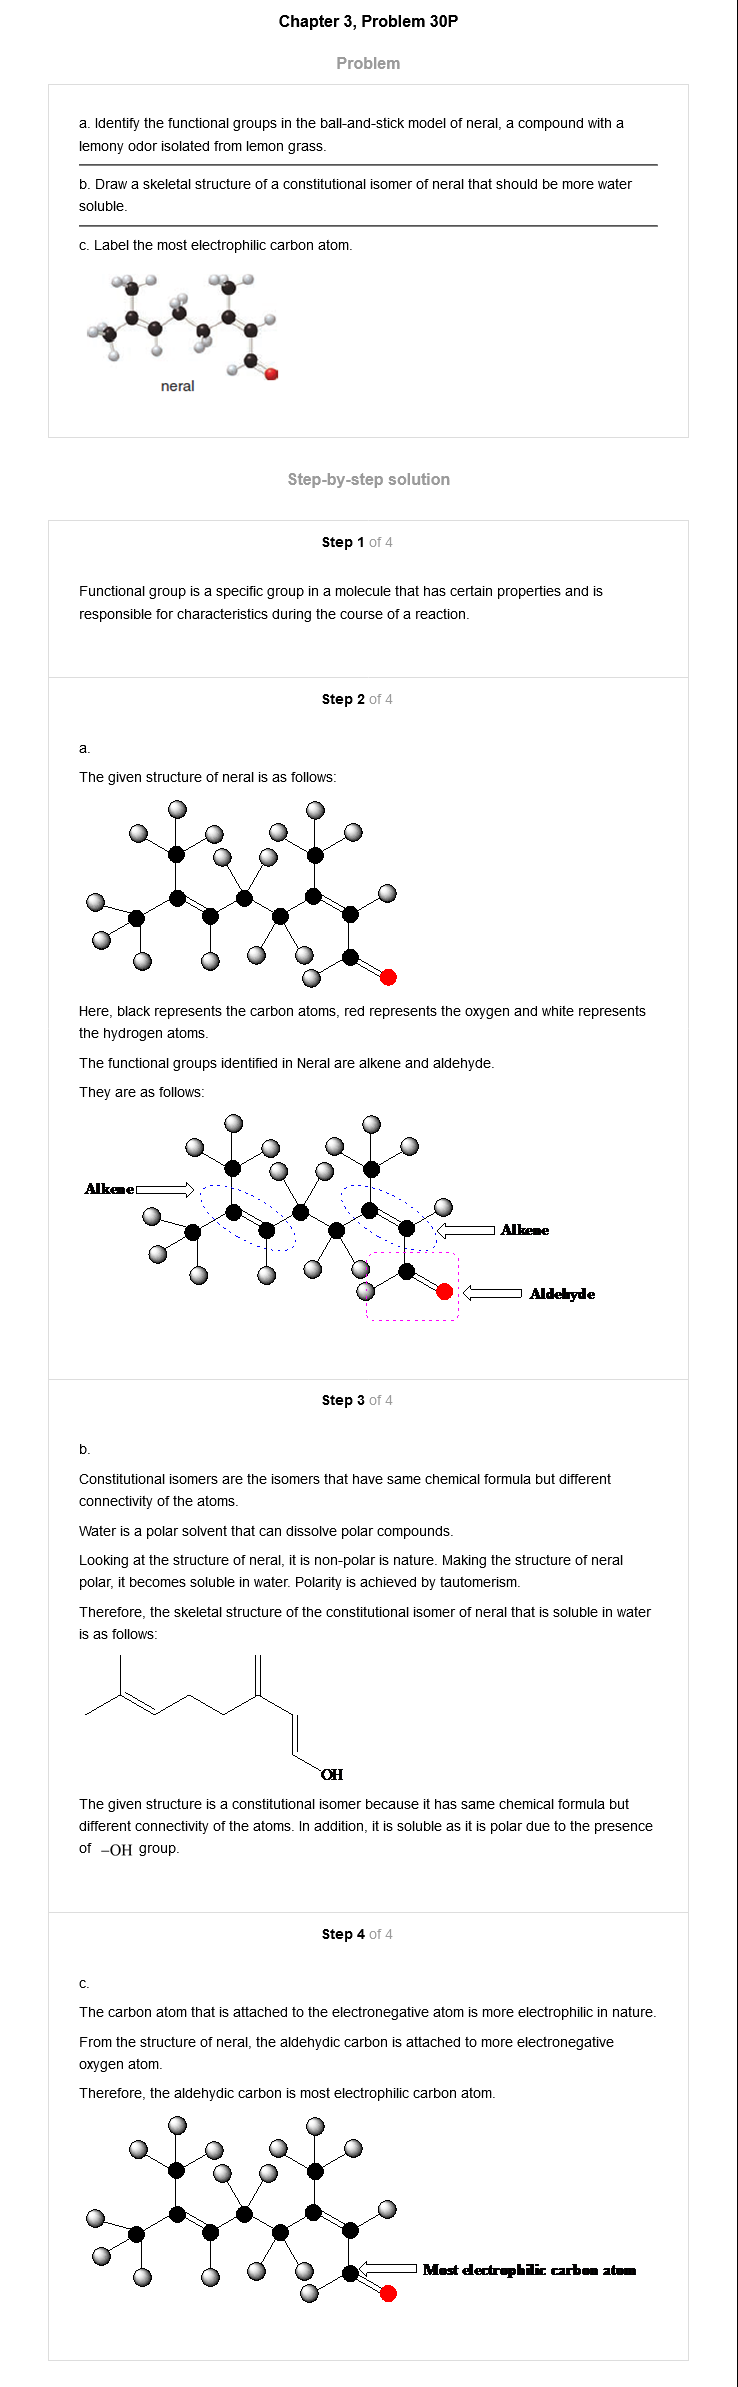 Chapter 3, Problem 30P
Problem
a. Identify the functional groups in the ball-and-stick model of neral, a compound with a
lemony odor isolated from lemon grass.
b. Draw a skeletal structure of a constitutional isomer of neral that should be more water
soluble.
c. Label the most electrophilic carbon atom.
neral
Step-by-step solution
Step 1 of 4
Functional group is a specific group in a molecule that has certain properties and is
responsible for characteristics during the course of a reaction.
Step 2 of 4
a.
The given structure of neral is as follows:
Here, black represents the carbon atoms, red represents the oxygen and white represents
the hydrogen atoms.
The functional groups identified in Neral are alkene and aldehyde.
They are as follows:
Alkene
Alkene
Aldehyde
Step 3 of 4
b.
Constitutional isomers are the isomers that have same chemical formula but different
connectivity of the atoms.
Water is a polar solvent that can dissolve polar compounds.
Looking at the structure of neral, it is non-polar is nature. Making the structure of neral
polar, it becomes soluble in water. Polarity is achieved by tautomerism.
Therefore, the skeletal structure of the constitutional isomer of neral that is soluble in water
is as follows:
OH
The given structure is a constitutional isomer because it has same chemical formula but
different connectivity of the atoms. In addition, it is soluble as it is polar due to the presence
of –OH group.
Step 4 of 4
c.
The carbon atom that is attached to the electronegative atom is more electrophilic in nature.
From the structure of neral, the aldehydic carbon is attached to more electronegative
oxygen atom.
Therefore, the aldehydic carbon is most electrophilic carbon atom.
Most electrophilic carbon atom